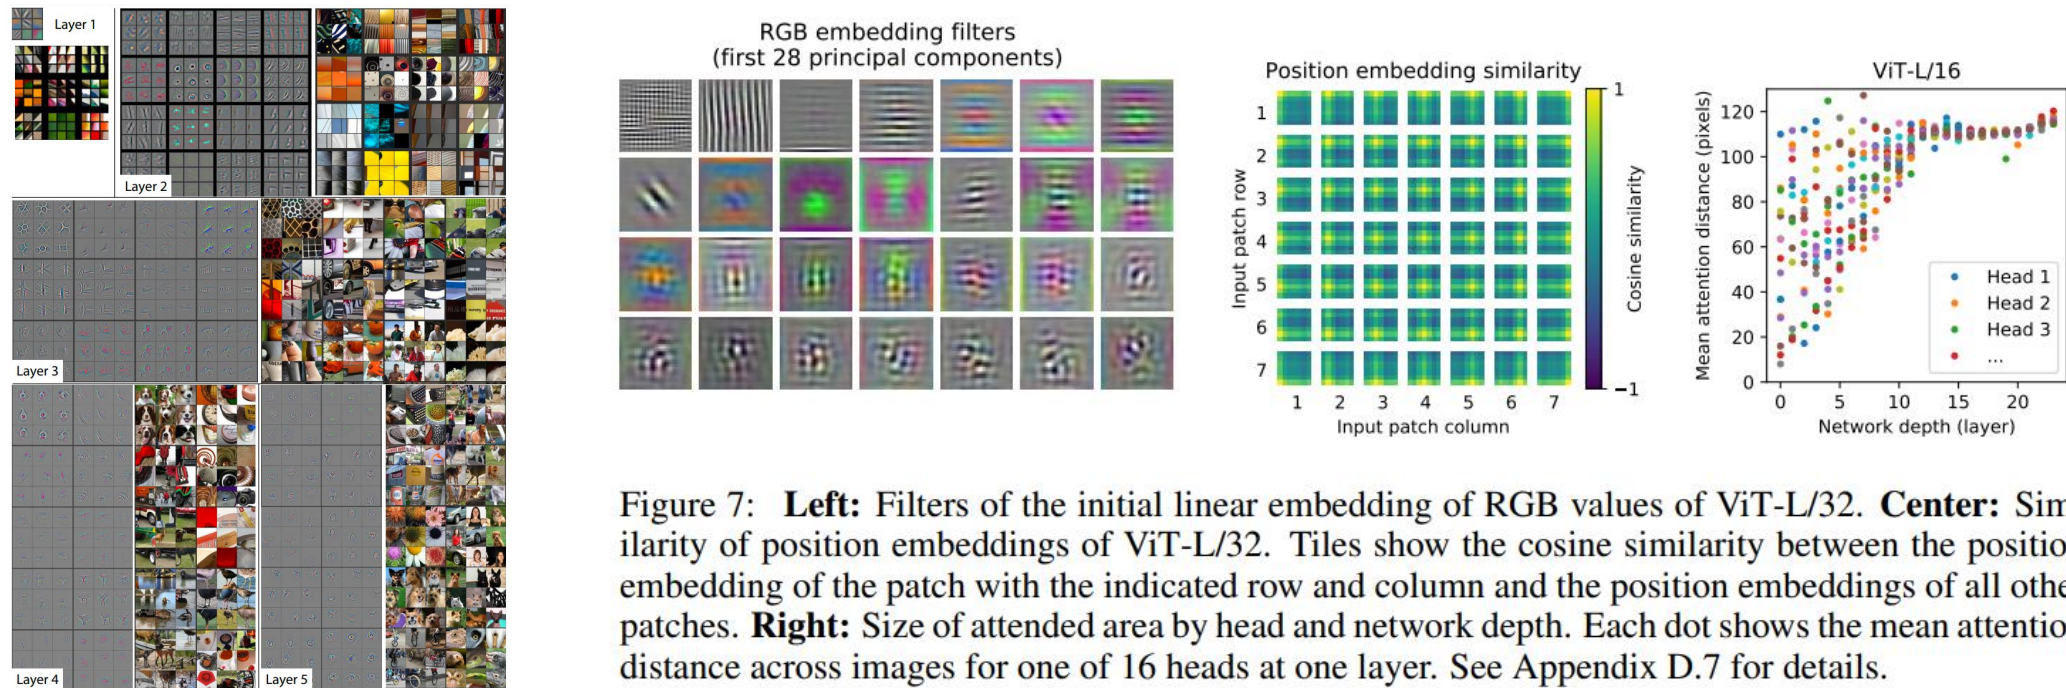 Layer 1
Layer 2
Layer 3
Layer 4
Layer 5
RGB embedding filters
(first 28 principal components)
Position embedding similarity
Input patch row
1
2
3
4
5
6
7
1 2 3 4 5 6 7
Input patch column
1
−1
Cosine similarity
ViT-L/16
Mean attention distance (pixels)
120
100
80
60
40
20
0
0 5 10 15 20
Network depth (layer)
Head 1
Head 2
Head 3
...
Figure 7: Left: Filters of the initial linear embedding of RGB values of ViT-L/32. Center: Sim
ilarity of position embeddings of ViT-L/32. Tiles show the cosine similarity between the positio
embedding of the patch with the indicated row and column and the position embeddings of all othe
patches. Right: Size of attended area by head and network depth. Each dot shows the mean attentio
distance across images for one of 16 heads at one layer. See Appendix D.7 for details.